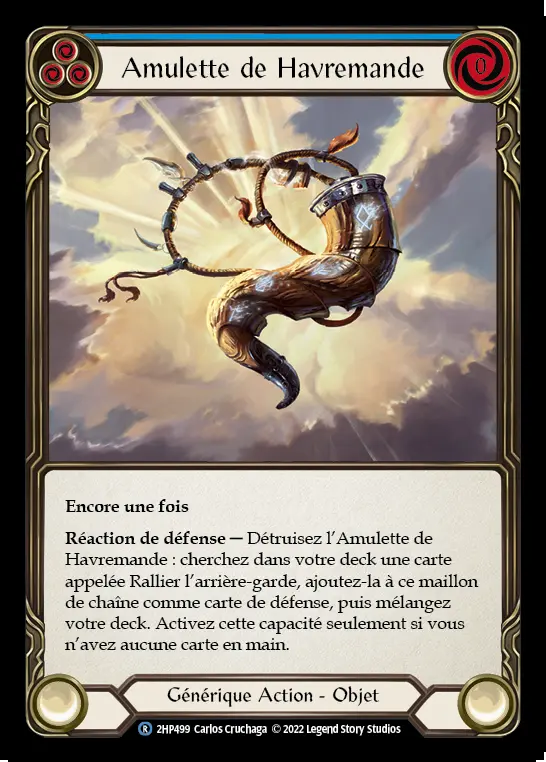 Amulette de Havremande
0
Encore une fois
Réaction de défense — Détruisez l'Amulette de
Havremande : cherchez dans votre deck une carte
appelée Rallier l'arrière-garde, ajoutez-la à ce maillon
de chaîne comme carte de défense, puis mélangez
votre deck. Activez cette capacité seulement si vous
n'avez aucune carte en main.
Générique Action - Objet
R 2HP499 Carlos Cruchaga © 2022 Legend Story Studios